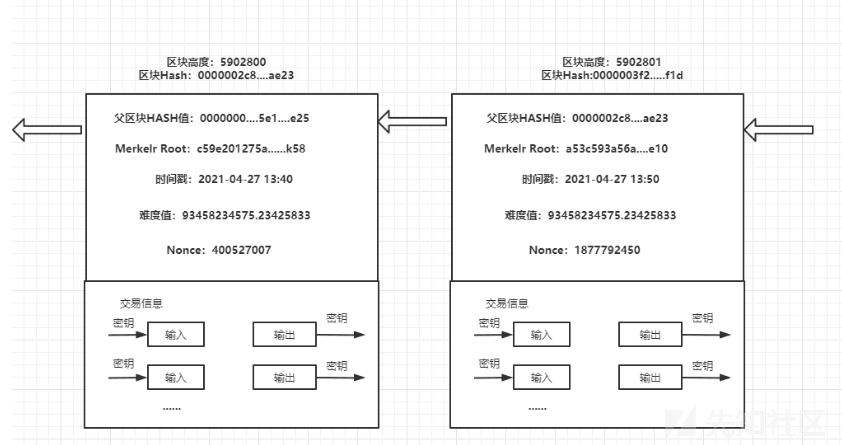 区块高度：5902800
区块Hash：0000002c8....ae23
父区块HASH值：0000000....5e1....e25
Merkelr Root：c59e201275a......k58
时间戳：2021-04-27 13:40
难度值：93458234575.23425833
Nonce：400527007
交易信息
密钥 输入 输出 密钥
密钥 输入 输出 密钥
......
区块高度：5902801
区块Hash:0000003f2.....f1d
父区块HASH值：0000002c8....ae23
Merkelr Root：a53c593a56a....e10
时间戳：2021-04-27 13:50
难度值：93458234575.23425833
Nonce：1877792450
交易信息
密钥 输入 输出 密钥
密钥 输入 输出 密钥
......
先知社区